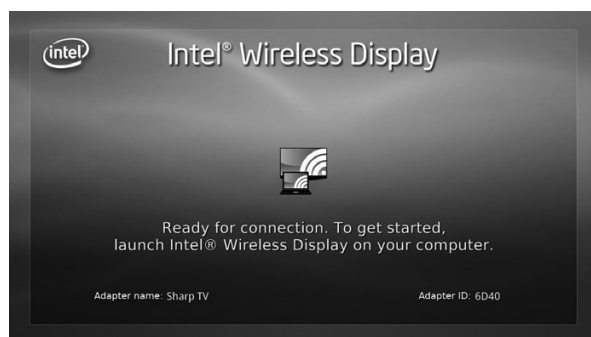 intel
Intel® Wireless Display
Ready for connection. To get started,
launch Intel® Wireless Display on your computer.
Adapter name: Sharp TV
Adapter ID: 6D40